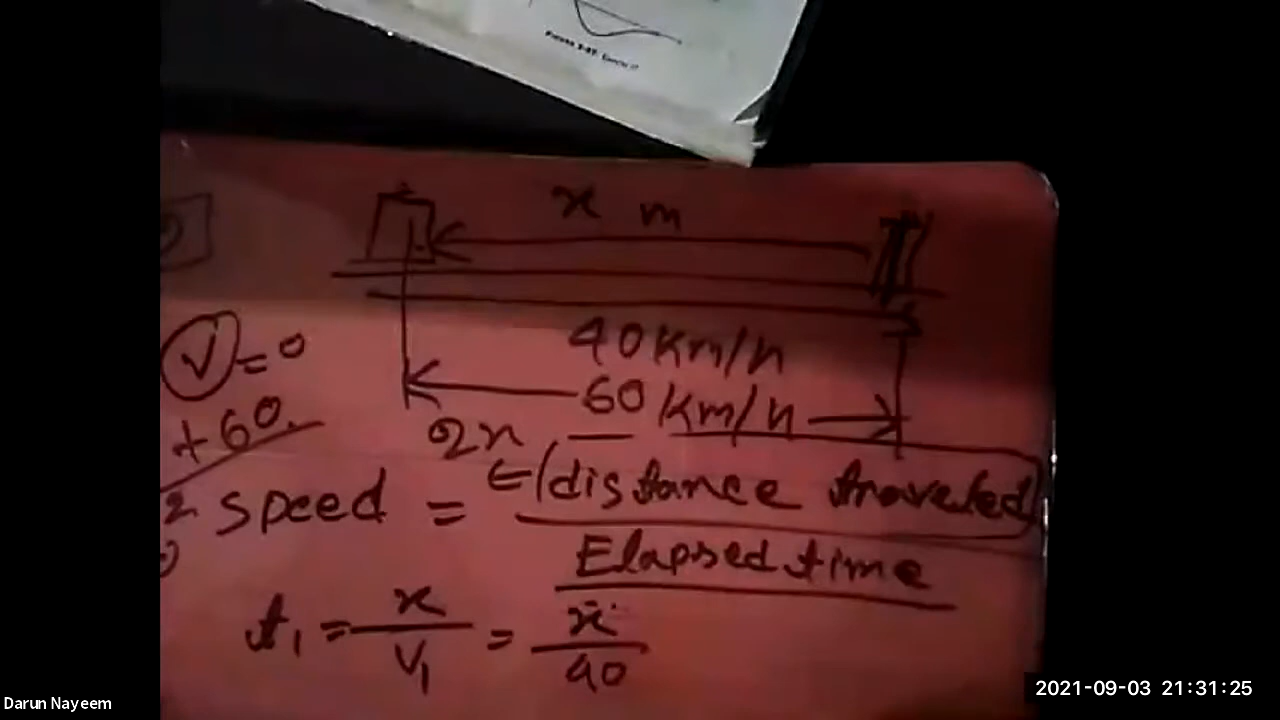 x m
40 Km/h
V = 0
60 Km/h
+ 60
2x
speed = (distance traveled)
2
Elapsed time
t₁ = x / V₁ = x / 40
Darun Nayeem
2021-09-03 21:31:25